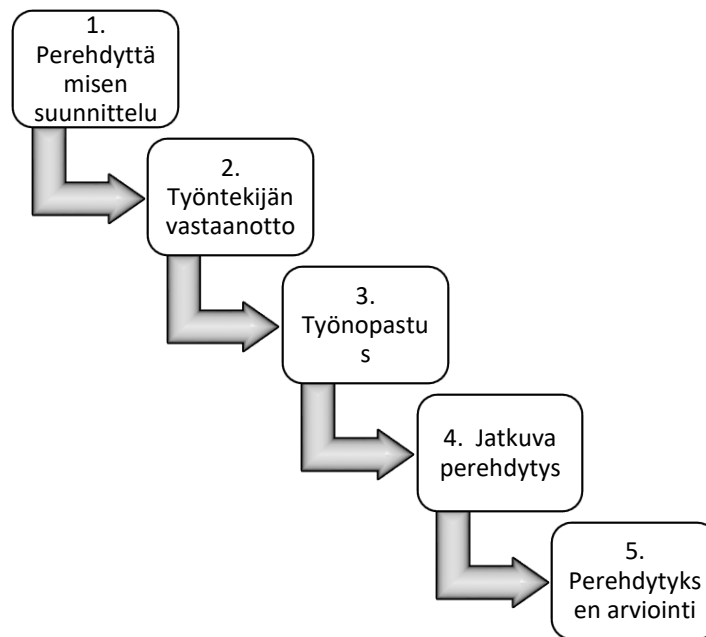 1.
Perehdyttä
misen
suunnittelu
2.
Työntekijän
vastaanotto
3.
Työnopastu
s
4. Jatkuva
perehdytys
5.
Perehdytyks
en arviointi